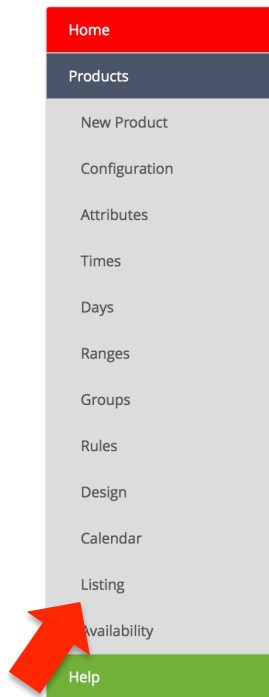 Home
Products
New Product
Configuration
Attributes
Times
Days
Ranges
Groups
Rules
Design
Calendar
Listing
Availability
Help